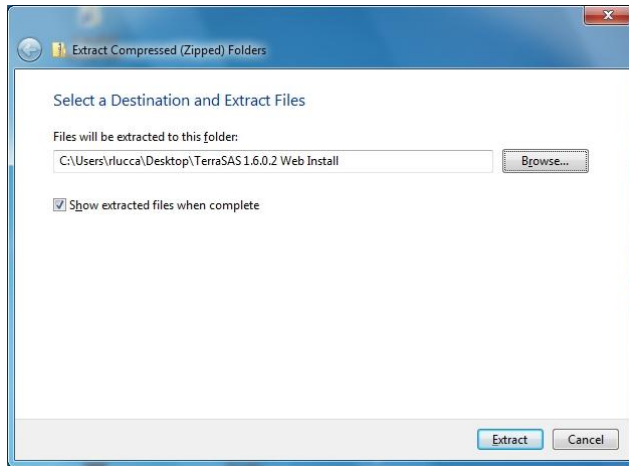 Extract Compressed (Zipped) Folders
Select a Destination and Extract Files
Files will be extracted to this folder:
C:\Users\rlucca\Desktop\TerraSAS 1.6.0.2 Web Install
Browse...
Show extracted files when complete
Extract
Cancel